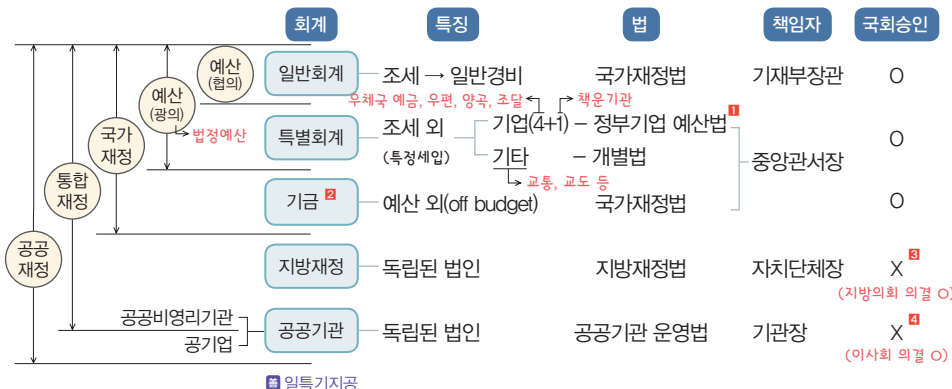 회계 특징 법 책임자 국회승인
예산
(협의)
예산
(광의)
법정예산
국가
재정
통합
재정
공공
재정
일반회계 조세 → 일반경비 국가재정법 기재부장관 O
우체국 예금, 우편, 양곡, 조달 책운기관
특별회계 조세 외
(특정세입)
기업(4+1) – 정부기업 예산법 1
기타 – 개별법
교통, 교도 등
중앙관서장
O
기금 2 예산 외(off budget) 국가재정법 O
지방재정 독립된 법인 지방재정법 자치단체장 X 3
(지방의회 의결 O)
공공비영리기관
공기업
공공기관 독립된 법인 공공기관 운영법 기관장 X 4
(이사회 의결 O)
善 일특기지공